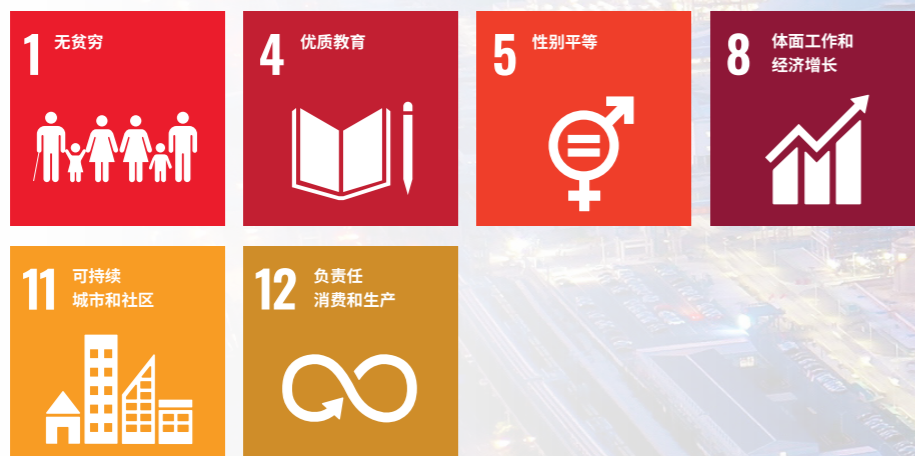 1 无贫穷
4 优质教育
5 性别平等
8 体面工作和
经济增长
11 可持续
城市和社区
12 负责任
消费和生产